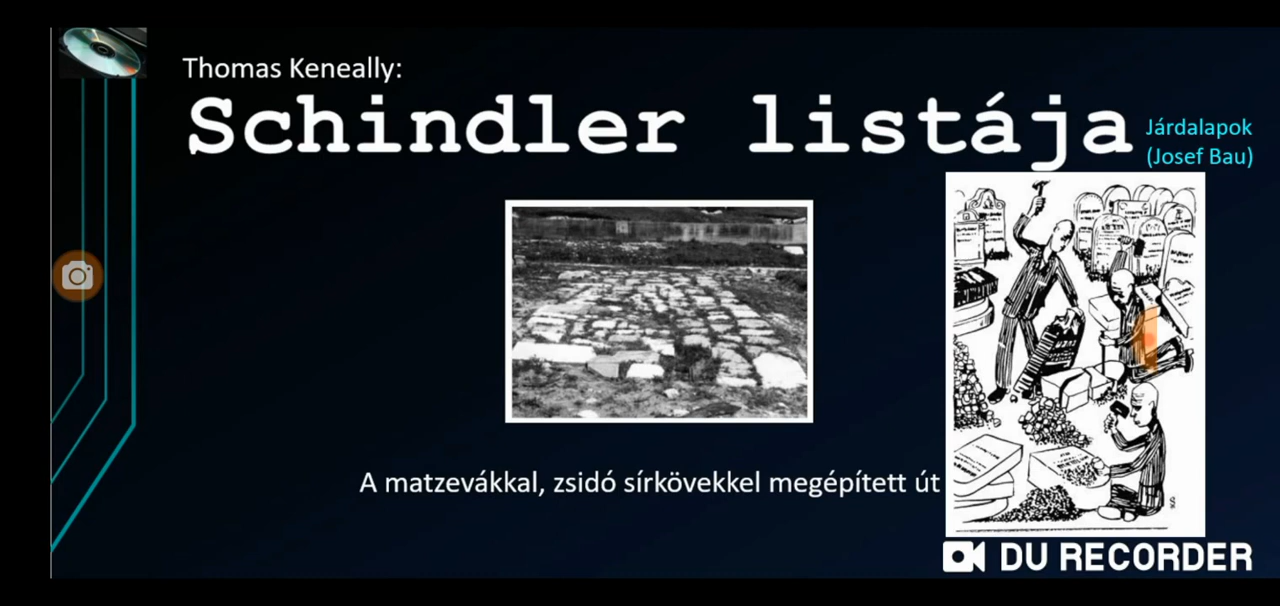 Thomas Keneally:
Schindler listája
Járdalapok
(Josef Bau)
A matzevákkal, zsidó sírkövekkel megépített út
DU RECORDER